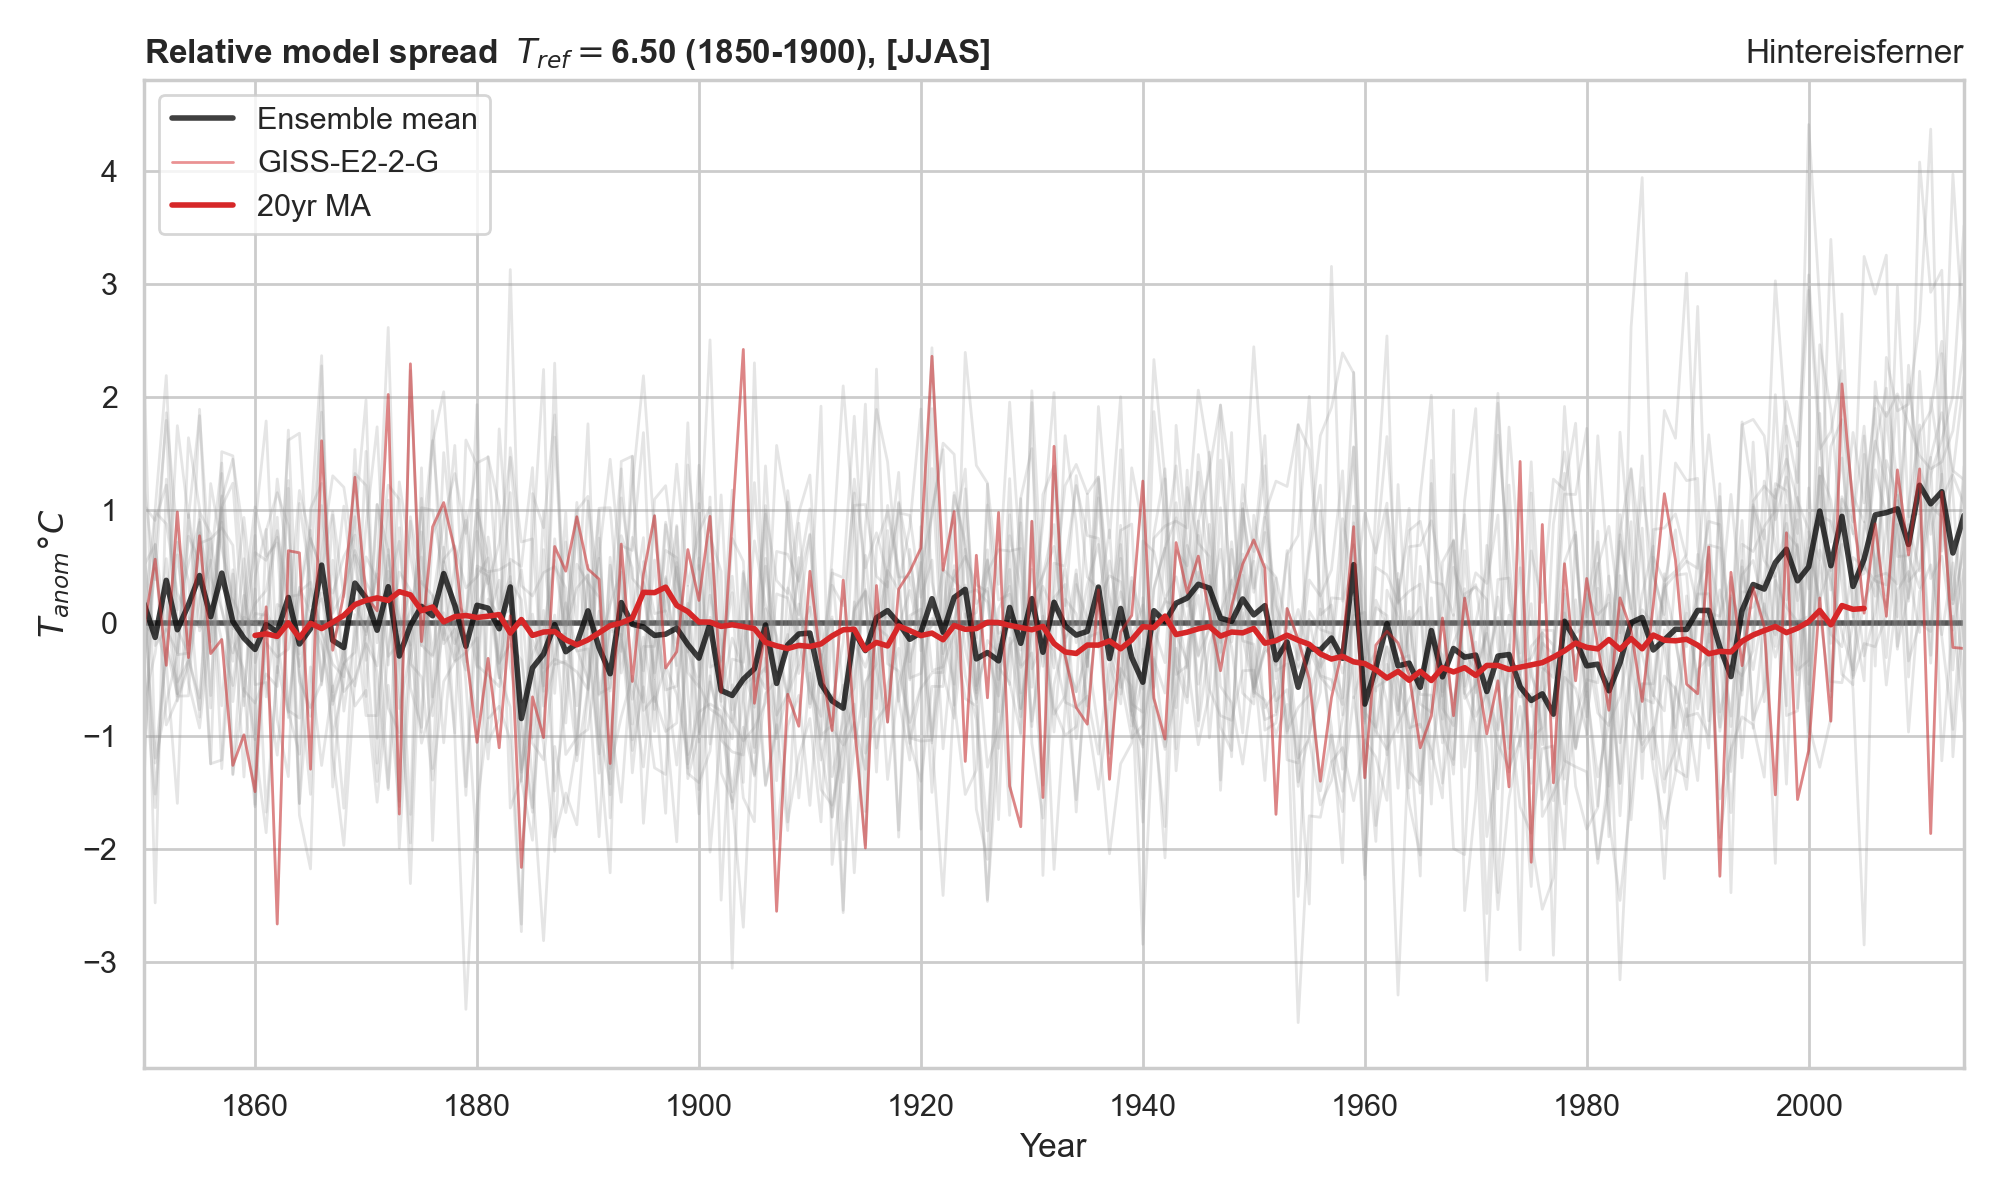 Relative model spread T_ref = 6.50 (1850-1900), [JJAS]
Hintereisferner
Ensemble mean
GISS-E2-2-G
20yr MA
4
3
2
1
0
−1
−2
−3
T_anom °C
1860 1880 1900 1920 1940 1960 1980 2000
Year